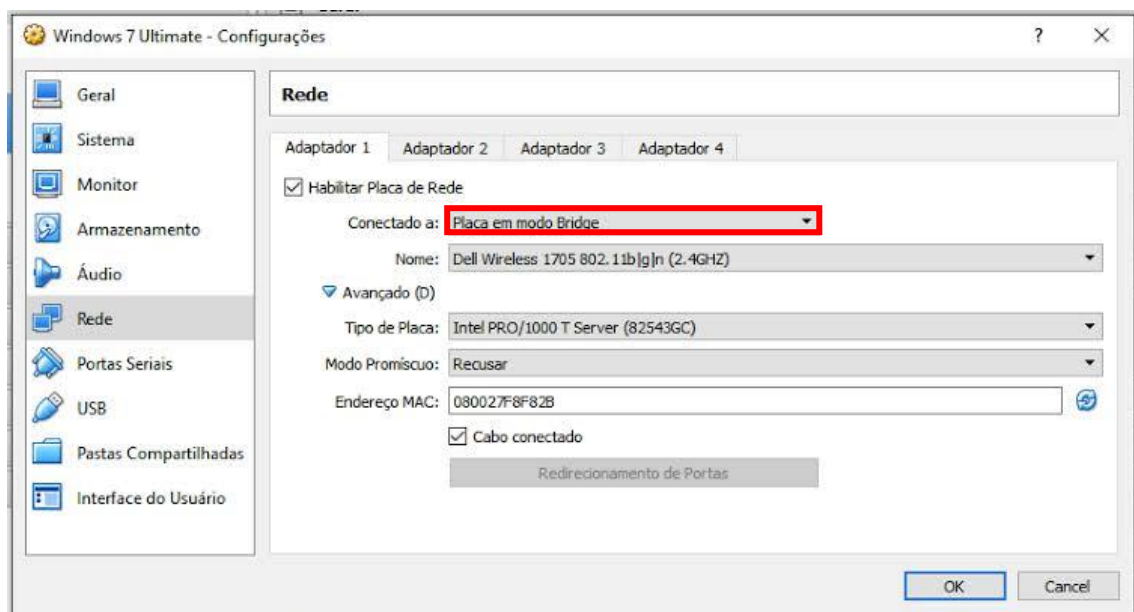 Windows 7 Ultimate - Configurações
?
Geral
Sistema
Monitor
Armazenamento
Áudio
Rede
Portas Seriais
USB
Pastas Compartilhadas
Interface do Usuário
Rede
Adaptador 1 Adaptador 2 Adaptador 3 Adaptador 4
Habilitar Placa de Rede
Conectado a: Placa em modo Bridge
Nome: Dell Wireless 1705 802.11b|g|n (2.4GHZ)
Avançado (D)
Tipo de Placa: Intel PRO/1000 T Server (82543GC)
Modo Promíscuo: Recusar
Endereço MAC: 080027F8F82B
Cabo conectado
Redirecionamento de Portas
OK Cancel